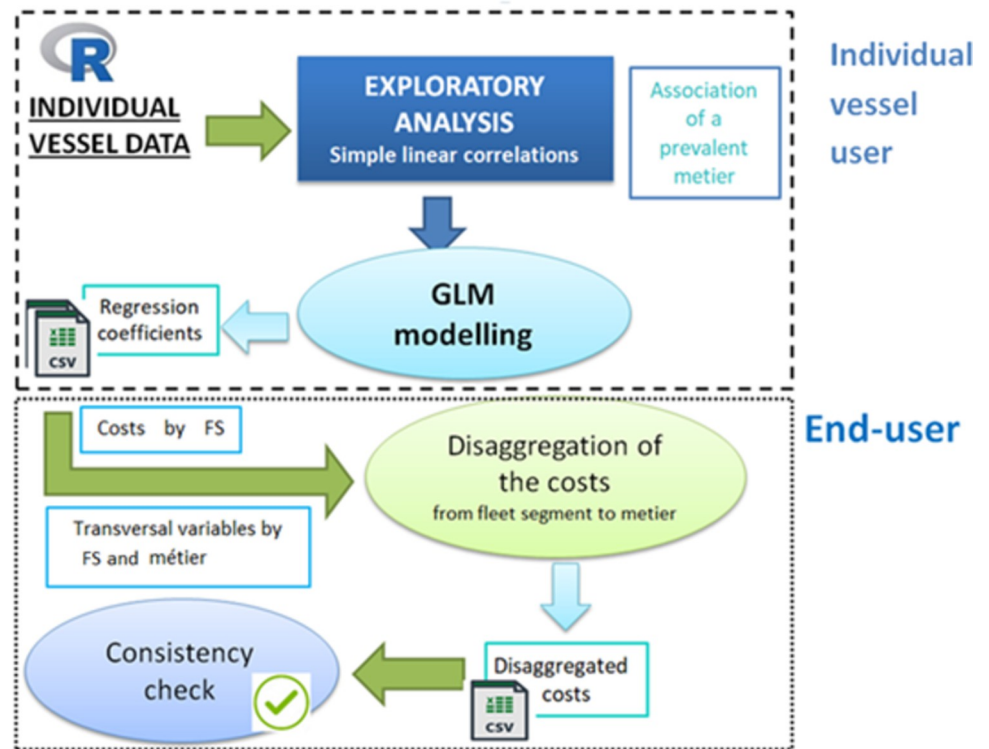 R
INDIVIDUAL
VESSEL DATA
EXPLORATORY
ANALYSIS
Simple linear correlations
Association
of a
prevalent
metier
Individual
vessel
user
GLM
modelling
Regression
coefficients
CSV
Costs by FS
End-user
Disaggregation of
the costs
from fleet segment to metier
Transversal variables by
FS and métier
Consistency
check
Disaggregated
costs
CSV